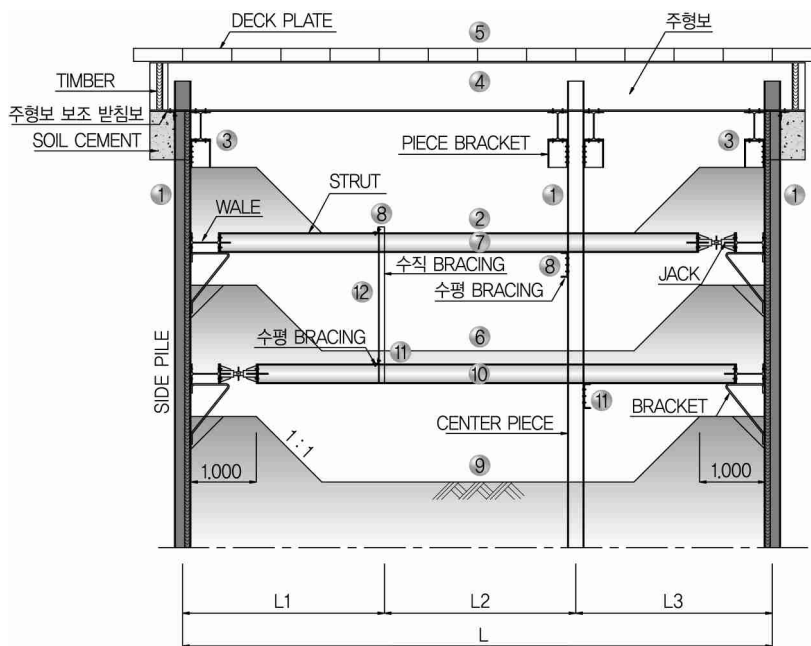 DECK PLATE
⑤
주형보
TIMBER
④
주형보 보조 받침보
SOIL CEMENT
③
PIECE BRACKET
③
①
STRUT
①
①
WALE
⑧
②
⑦
수직 BRACING
⑧
JACK
수평 BRACING
⑫
SIDE PILE
수평 BRACING
⑪
⑥
⑩
⑪
BRACKET
CENTER PIECE
1:1
1.000
⑨
1.000
L1
L2
L3
L